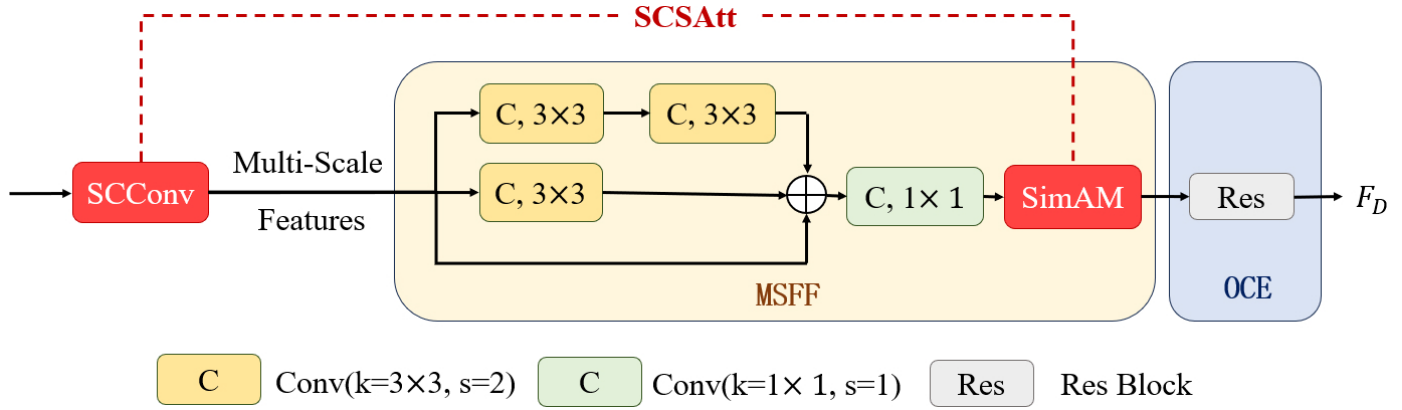 SCSAtt
C, 3×3
C, 3×3
Multi-Scale
Features
SCConv
C, 3×3
C, 1× 1
SimAM
Res
F_D
MSFF
OCE
C
Conv(k=3×3, s=2)
C
Conv(k=1× 1, s=1)
Res
Res Block